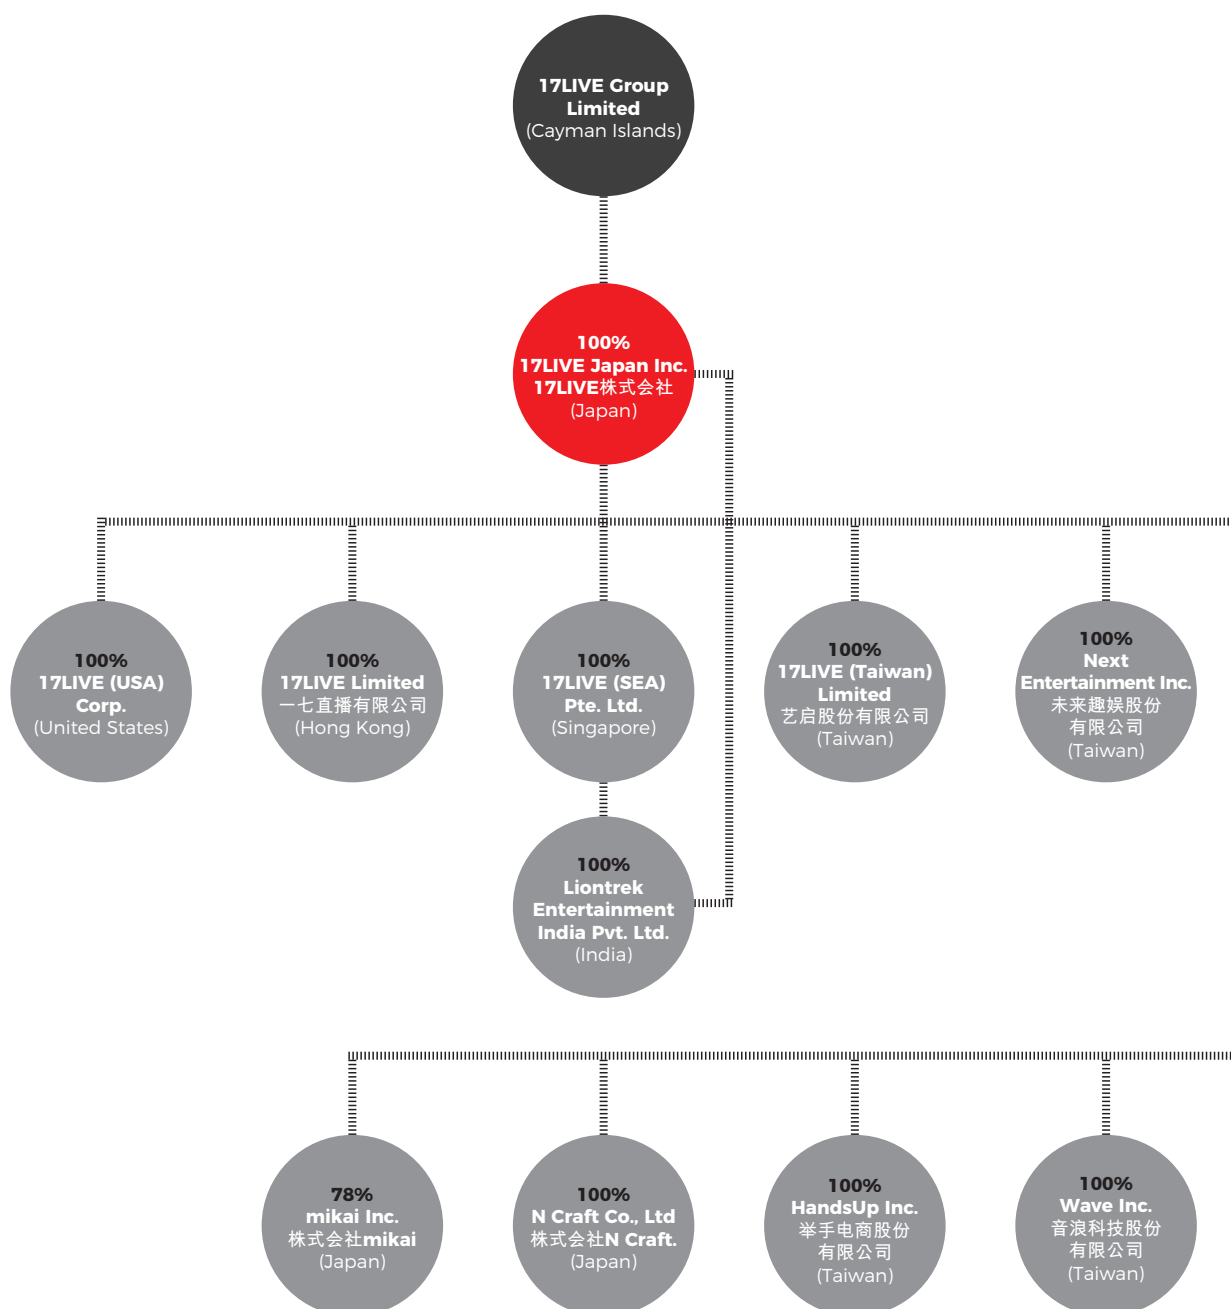 17LIVE Group
Limited
(Cayman Islands)
100%
17LIVE Japan Inc.
17LIVE株式会社
(Japan)
100%
17LIVE (USA)
Corp.
(United States)
100%
17LIVE Limited
一七直播有限公司
(Hong Kong)
100%
17LIVE (SEA)
Pte. Ltd.
(Singapore)
100%
17LIVE (Taiwan)
Limited
艺启股份有限公司
(Taiwan)
100%
Next
Entertainment Inc.
未来趣娱股份
有限公司
(Taiwan)
100%
Liontrek
Entertainment
India Pvt. Ltd.
(India)
78%
mikai Inc.
株式会社mikai
(Japan)
100%
N Craft Co., Ltd
株式会社N Craft.
(Japan)
100%
HandsUp Inc.
举手电商股份
有限公司
(Taiwan)
100%
Wave Inc.
音浪科技股份
有限公司
(Taiwan)